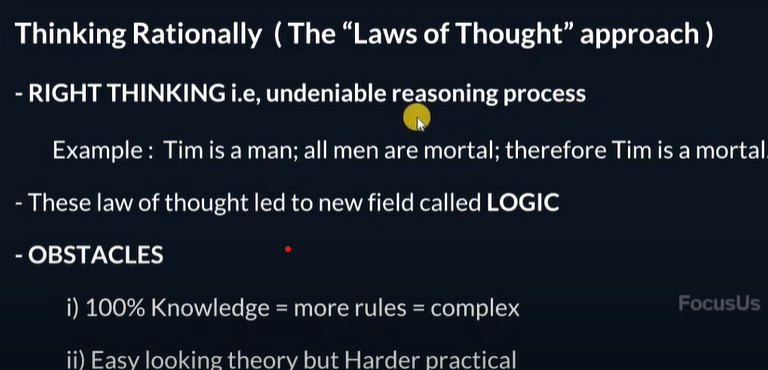 Thinking Rationally ( The “Laws of Thought” approach )
- RIGHT THINKING i.e, undeniable reasoning process
Example : Tim is a man; all men are mortal; therefore Tim is a mortal.
- These law of thought led to new field called LOGIC
- OBSTACLES
i) 100% Knowledge = more rules = complex
FocusUs
ii) Easy looking theory but Harder practical